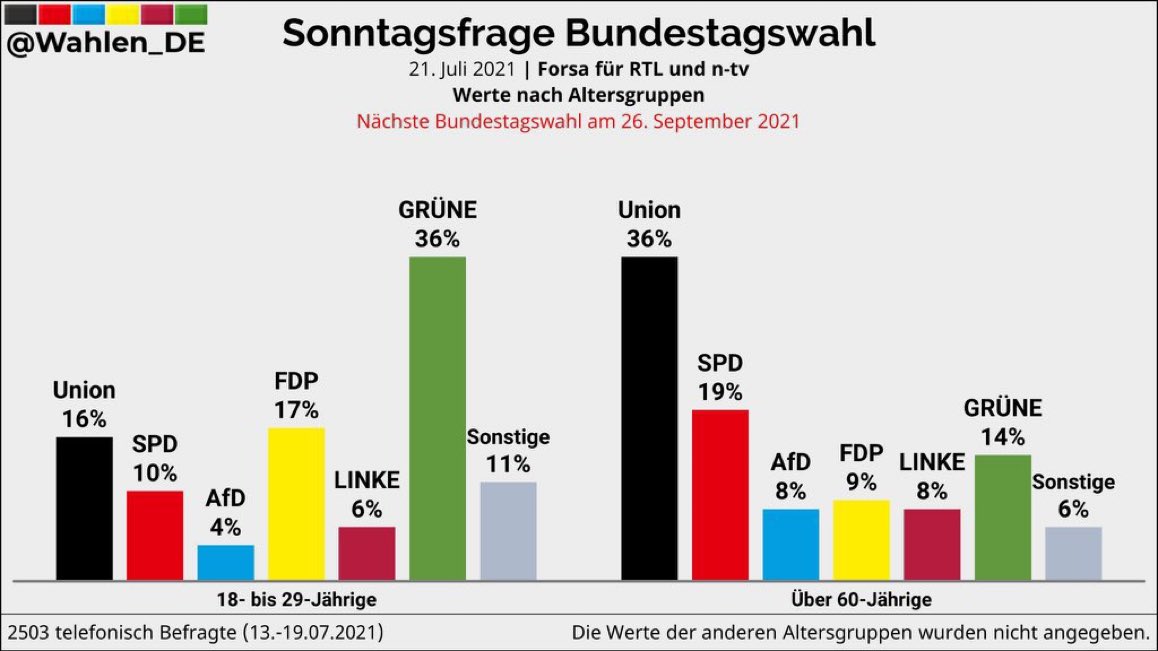 @Wahlen_DE
Sonntagsfrage Bundestagswahl
21. Juli 2021 | Forsa für RTL und n-tv
Werte nach Altersgruppen
Nächste Bundestagswahl am 26. September 2021
Union
16%
SPD
10%
AfD
4%
FDP
17%
LINKE
6%
GRÜNE
36%
Sonstige
11%
Union
36%
SPD
19%
AfD
8%
FDP
9%
LINKE
8%
GRÜNE
14%
Sonstige
6%
18- bis 29-Jährige
Über 60-Jährige
2503 telefonisch Befragte (13.-19.07.2021)
Die Werte der anderen Altersgruppen wurden nicht angegeben.